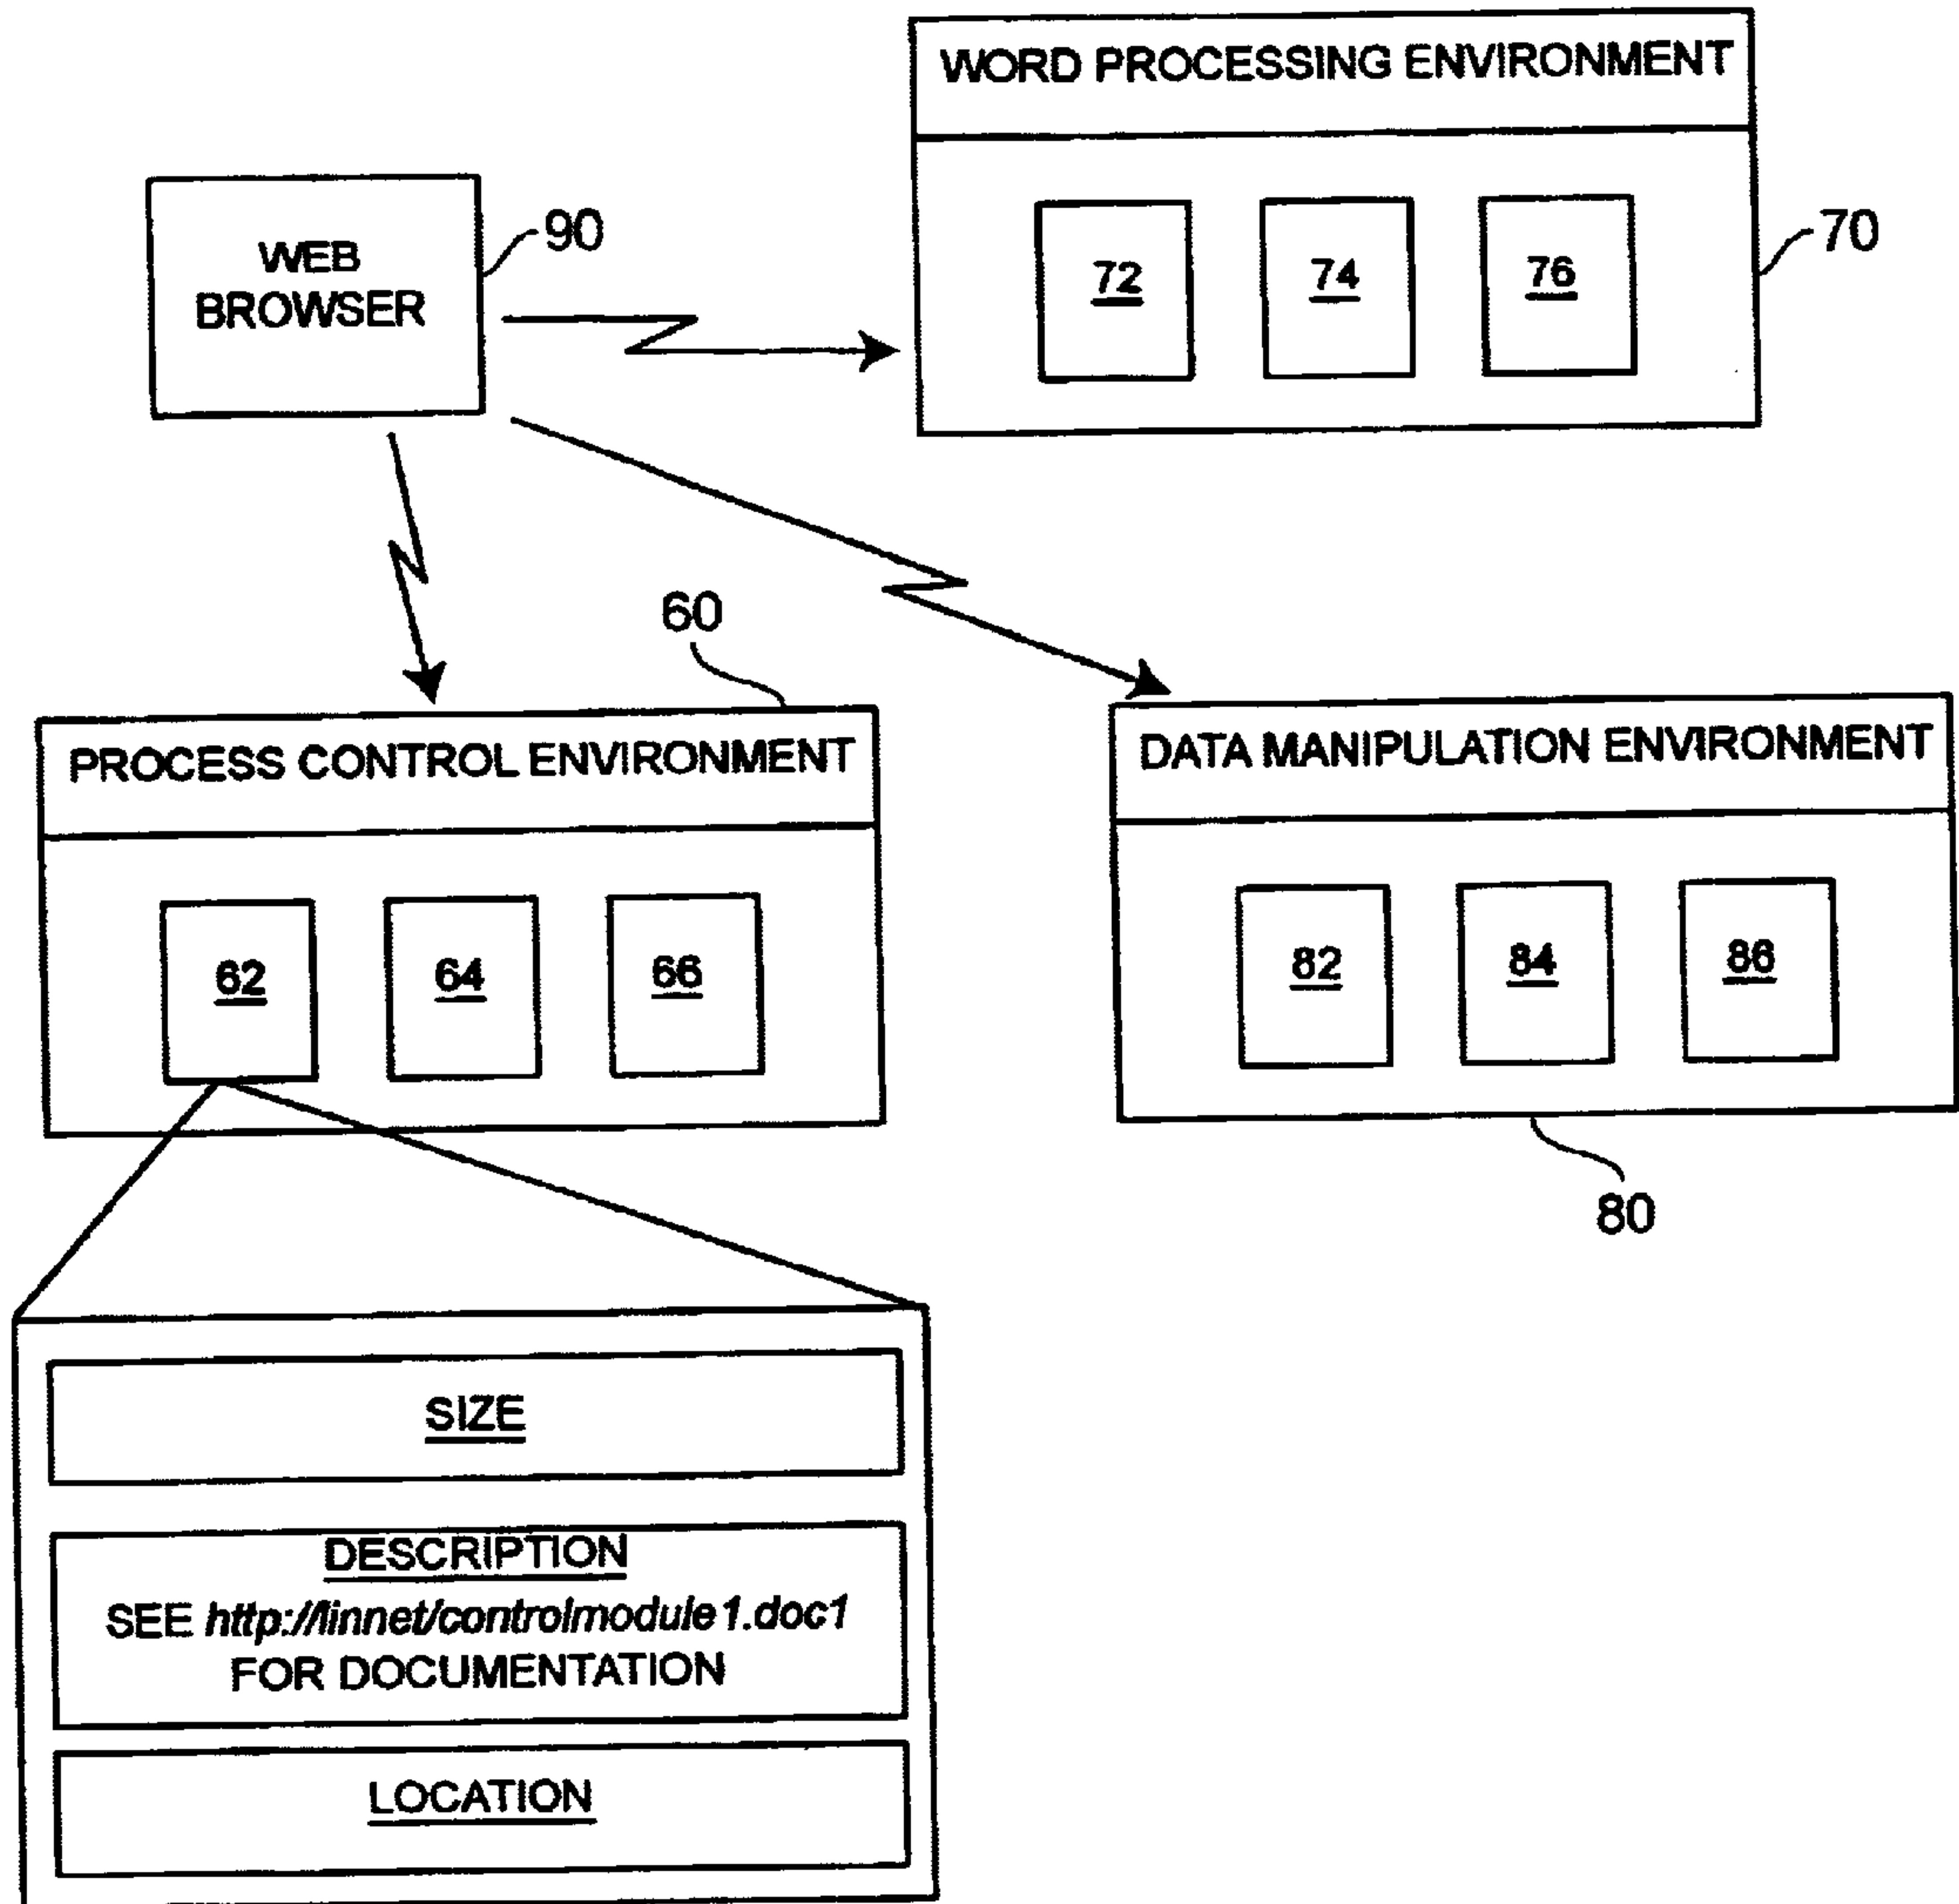 WORD PROCESSING ENVIRONMENT
WEB
BROWSER
90
72
74
76
70
60
PROCESS CONTROL ENVIRONMENT
62
64
66
DATA MANIPULATION ENVIRONMENT
82
84
86
80
SIZE
DESCRIPTION
SEE http://linnet/controlmodule1.doc1
FOR DOCUMENTATION
LOCATION